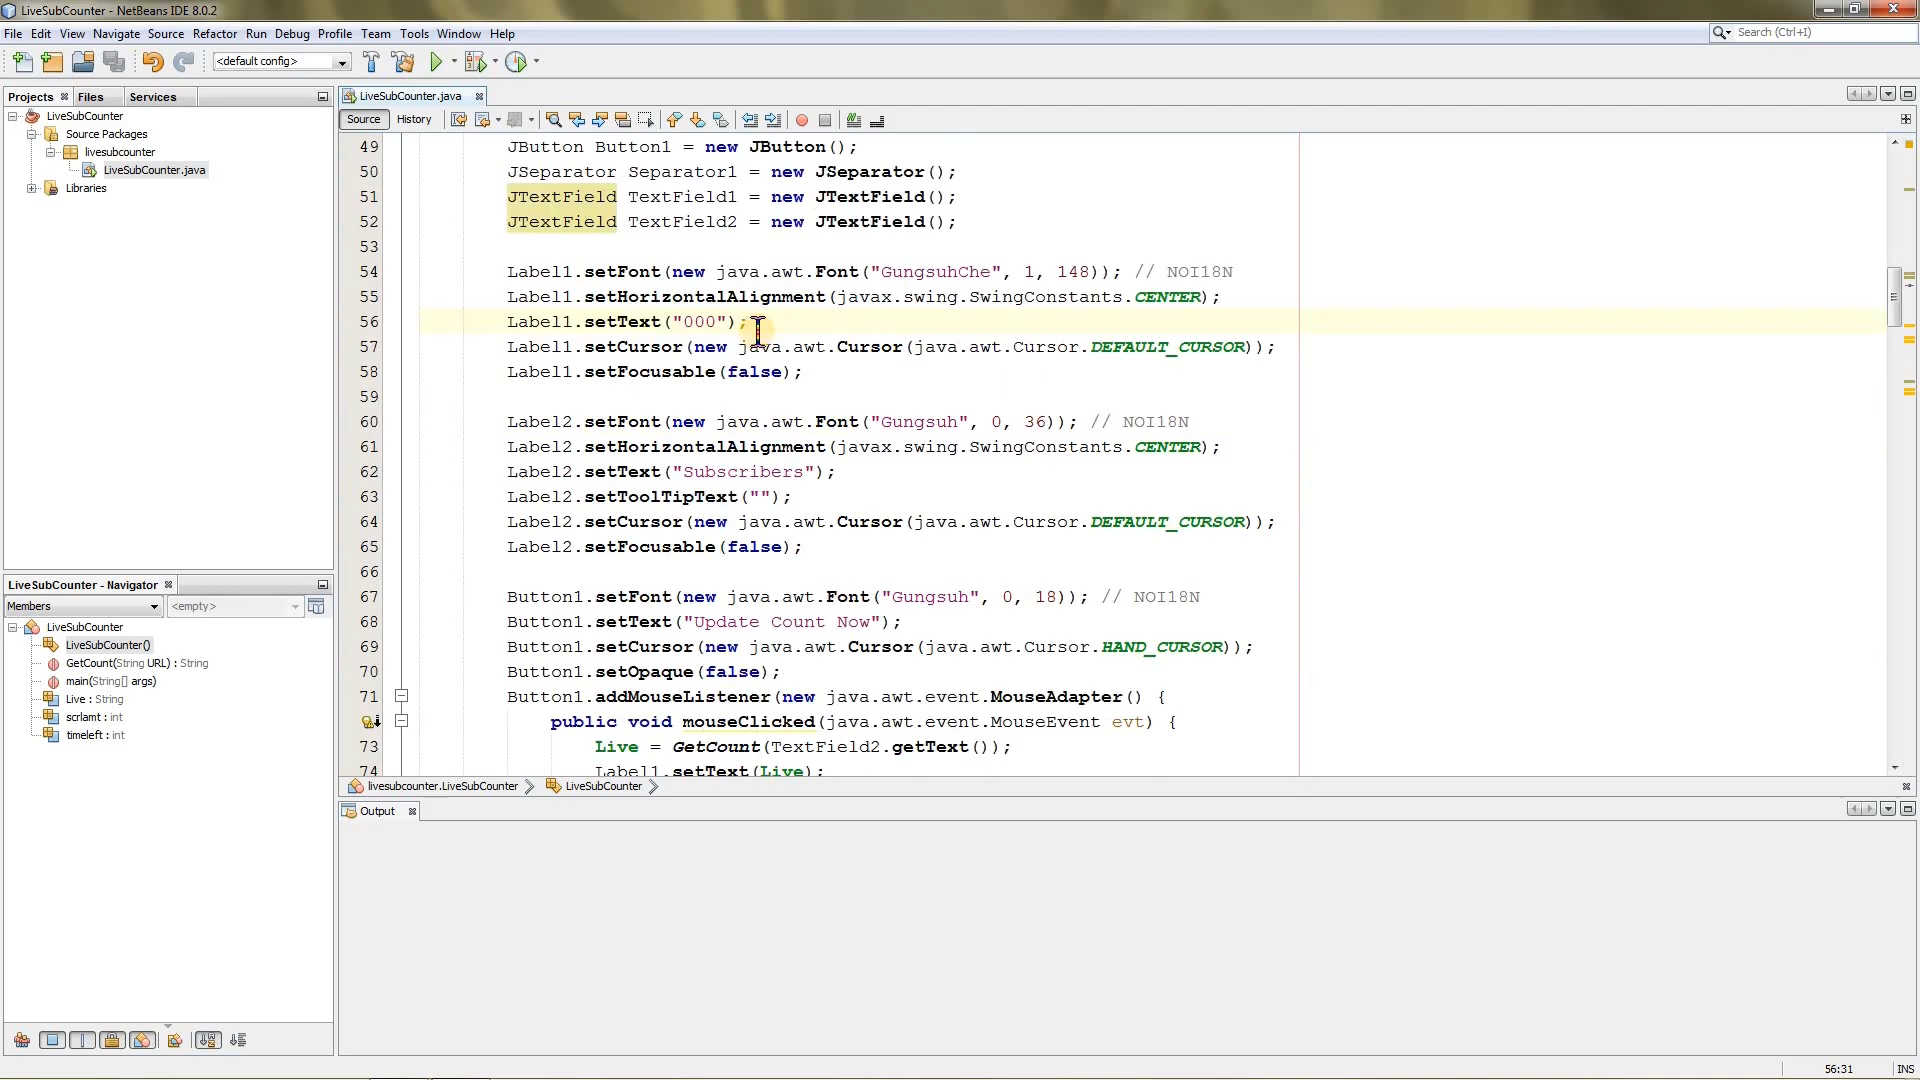 LiveSubCounter - NetBeans IDE 8.0.2
File Edit View Navigate Source Refactor Run Debug Profile Team Tools Window Help
Search (Ctrl+I)
<default config>
Projects Files Services
LiveSubCounter
Source Packages
livesubcounter
LiveSubCounter.java
Libraries
LiveSubCounter - Navigator
Members <empty>
LiveSubCounter
LiveSubCounter()
GetCount(String URL) : String
main(String[] args)
Live : String
scrlamt : int
timeleft : int
LiveSubCounter.java
Source History
49 JButton Button1 = new JButton();
50 JSeparator Separator1 = new JSeparator();
51 JTextField TextField1 = new JTextField();
52 JTextField TextField2 = new JTextField();
53
54 Label1.setFont(new java.awt.Font("GungsuhChe", 1, 148)); // NOI18N
55 Label1.setHorizontalAlignment(javax.swing.SwingConstants.CENTER);
56 Label1.setText("000");
57 Label1.setCursor(new java.awt.Cursor(java.awt.Cursor.DEFAULT_CURSOR));
58 Label1.setFocusable(false);
59
60 Label2.setFont(new java.awt.Font("Gungsuh", 0, 36)); // NOI18N
61 Label2.setHorizontalAlignment(javax.swing.SwingConstants.CENTER);
62 Label2.setText("Subscribers");
63 Label2.setToolTipText("");
64 Label2.setCursor(new java.awt.Cursor(java.awt.Cursor.DEFAULT_CURSOR));
65 Label2.setFocusable(false);
66
67 Button1.setFont(new java.awt.Font("Gungsuh", 0, 18)); // NOI18N
68 Button1.setText("Update Count Now");
69 Button1.setCursor(new java.awt.Cursor(java.awt.Cursor.HAND_CURSOR));
70 Button1.setOpaque(false);
71 Button1.addMouseListener(new java.awt.event.MouseAdapter() {
public void mouseClicked(java.awt.event.MouseEvent evt) {
73 Live = GetCount(TextField2.getText());
74 Label1.setText(Live);
livesubcounter.LiveSubCounter LiveSubCounter
Output
56:31 INS